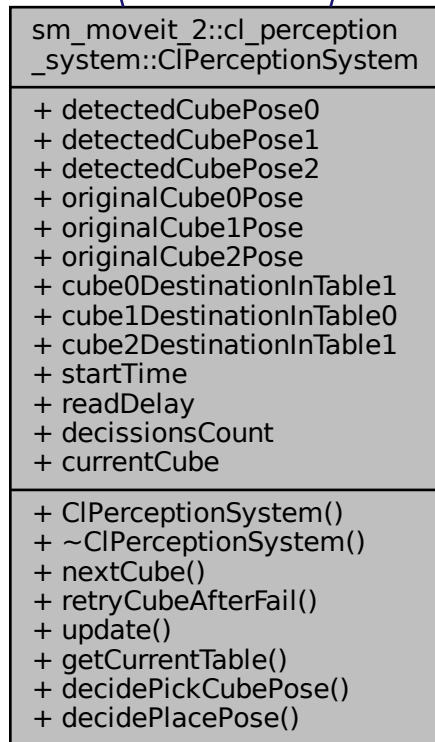 sm_moveit_2::cl_perception
_system::ClPerceptionSystem
+ detectedCubePose0
+ detectedCubePose1
+ detectedCubePose2
+ originalCube0Pose
+ originalCube1Pose
+ originalCube2Pose
+ cube0DestinationInTable1
+ cube1DestinationInTable0
+ cube2DestinationInTable1
+ startTime
+ readDelay
+ decissionsCount
+ currentCube
+ ClPerceptionSystem()
+ ~ClPerceptionSystem()
+ nextCube()
+ retryCubeAfterFail()
+ update()
+ getCurrentTable()
+ decidePickCubePose()
+ decidePlacePose()